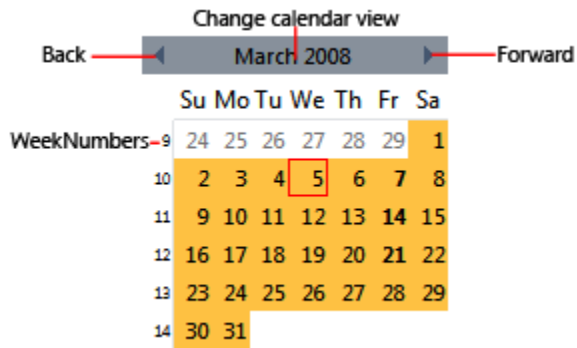 Change calendar view
Back March 2008 Forward
Su Mo Tu We Th Fr Sa
WeekNumbers 9 24 25 26 27 28 29 1
10 2 3 4 5 6 7 8
11 9 10 11 12 13 14 15
12 16 17 18 19 20 21 22
13 23 24 25 26 27 28 29
14 30 31